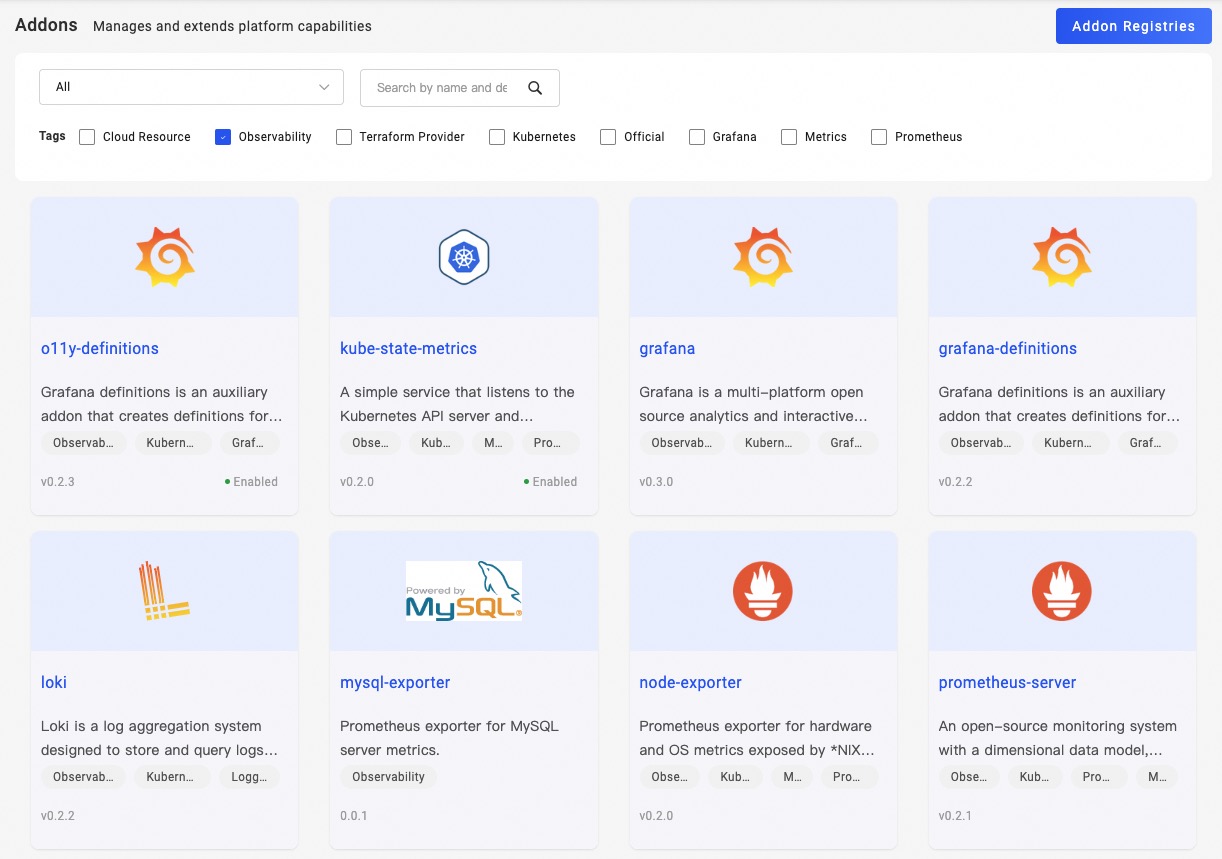 Addons Manages and extends platform capabilities Addon Registries
All Search by name and de
Tags Cloud Resource Observability Terraform Provider Kubernetes Official Grafana Metrics Prometheus
o11y-definitions
Grafana definitions is an auxiliary
addon that creates definitions for...
Observab... Kubern... Graf...
v0.2.3 Enabled
kube-state-metrics
A simple service that listens to the
Kubernetes API server and...
Obse... Kub... M... Pro...
v0.2.0 Enabled
grafana
Grafana is a multi-platform open
source analytics and interactive...
Observab... Kubern... Graf...
v0.3.0
grafana-definitions
Grafana definitions is an auxiliary
addon that creates definitions for...
Observab... Kubern... Graf...
v0.2.2
loki
Loki is a log aggregation system
designed to store and query logs...
Observab... Kubern... Logg...
v0.2.2
Powered by
MySQL®
mysql-exporter
Prometheus exporter for MySQL
server metrics.
Observability
0.0.1
node-exporter
Prometheus exporter for hardware
and OS metrics exposed by *NIX...
Obse... Kub... M... Pro...
v0.2.0
prometheus-server
An open-source monitoring system
with a dimensional data model,...
Obse... Kub... Pro... M...
v0.2.1